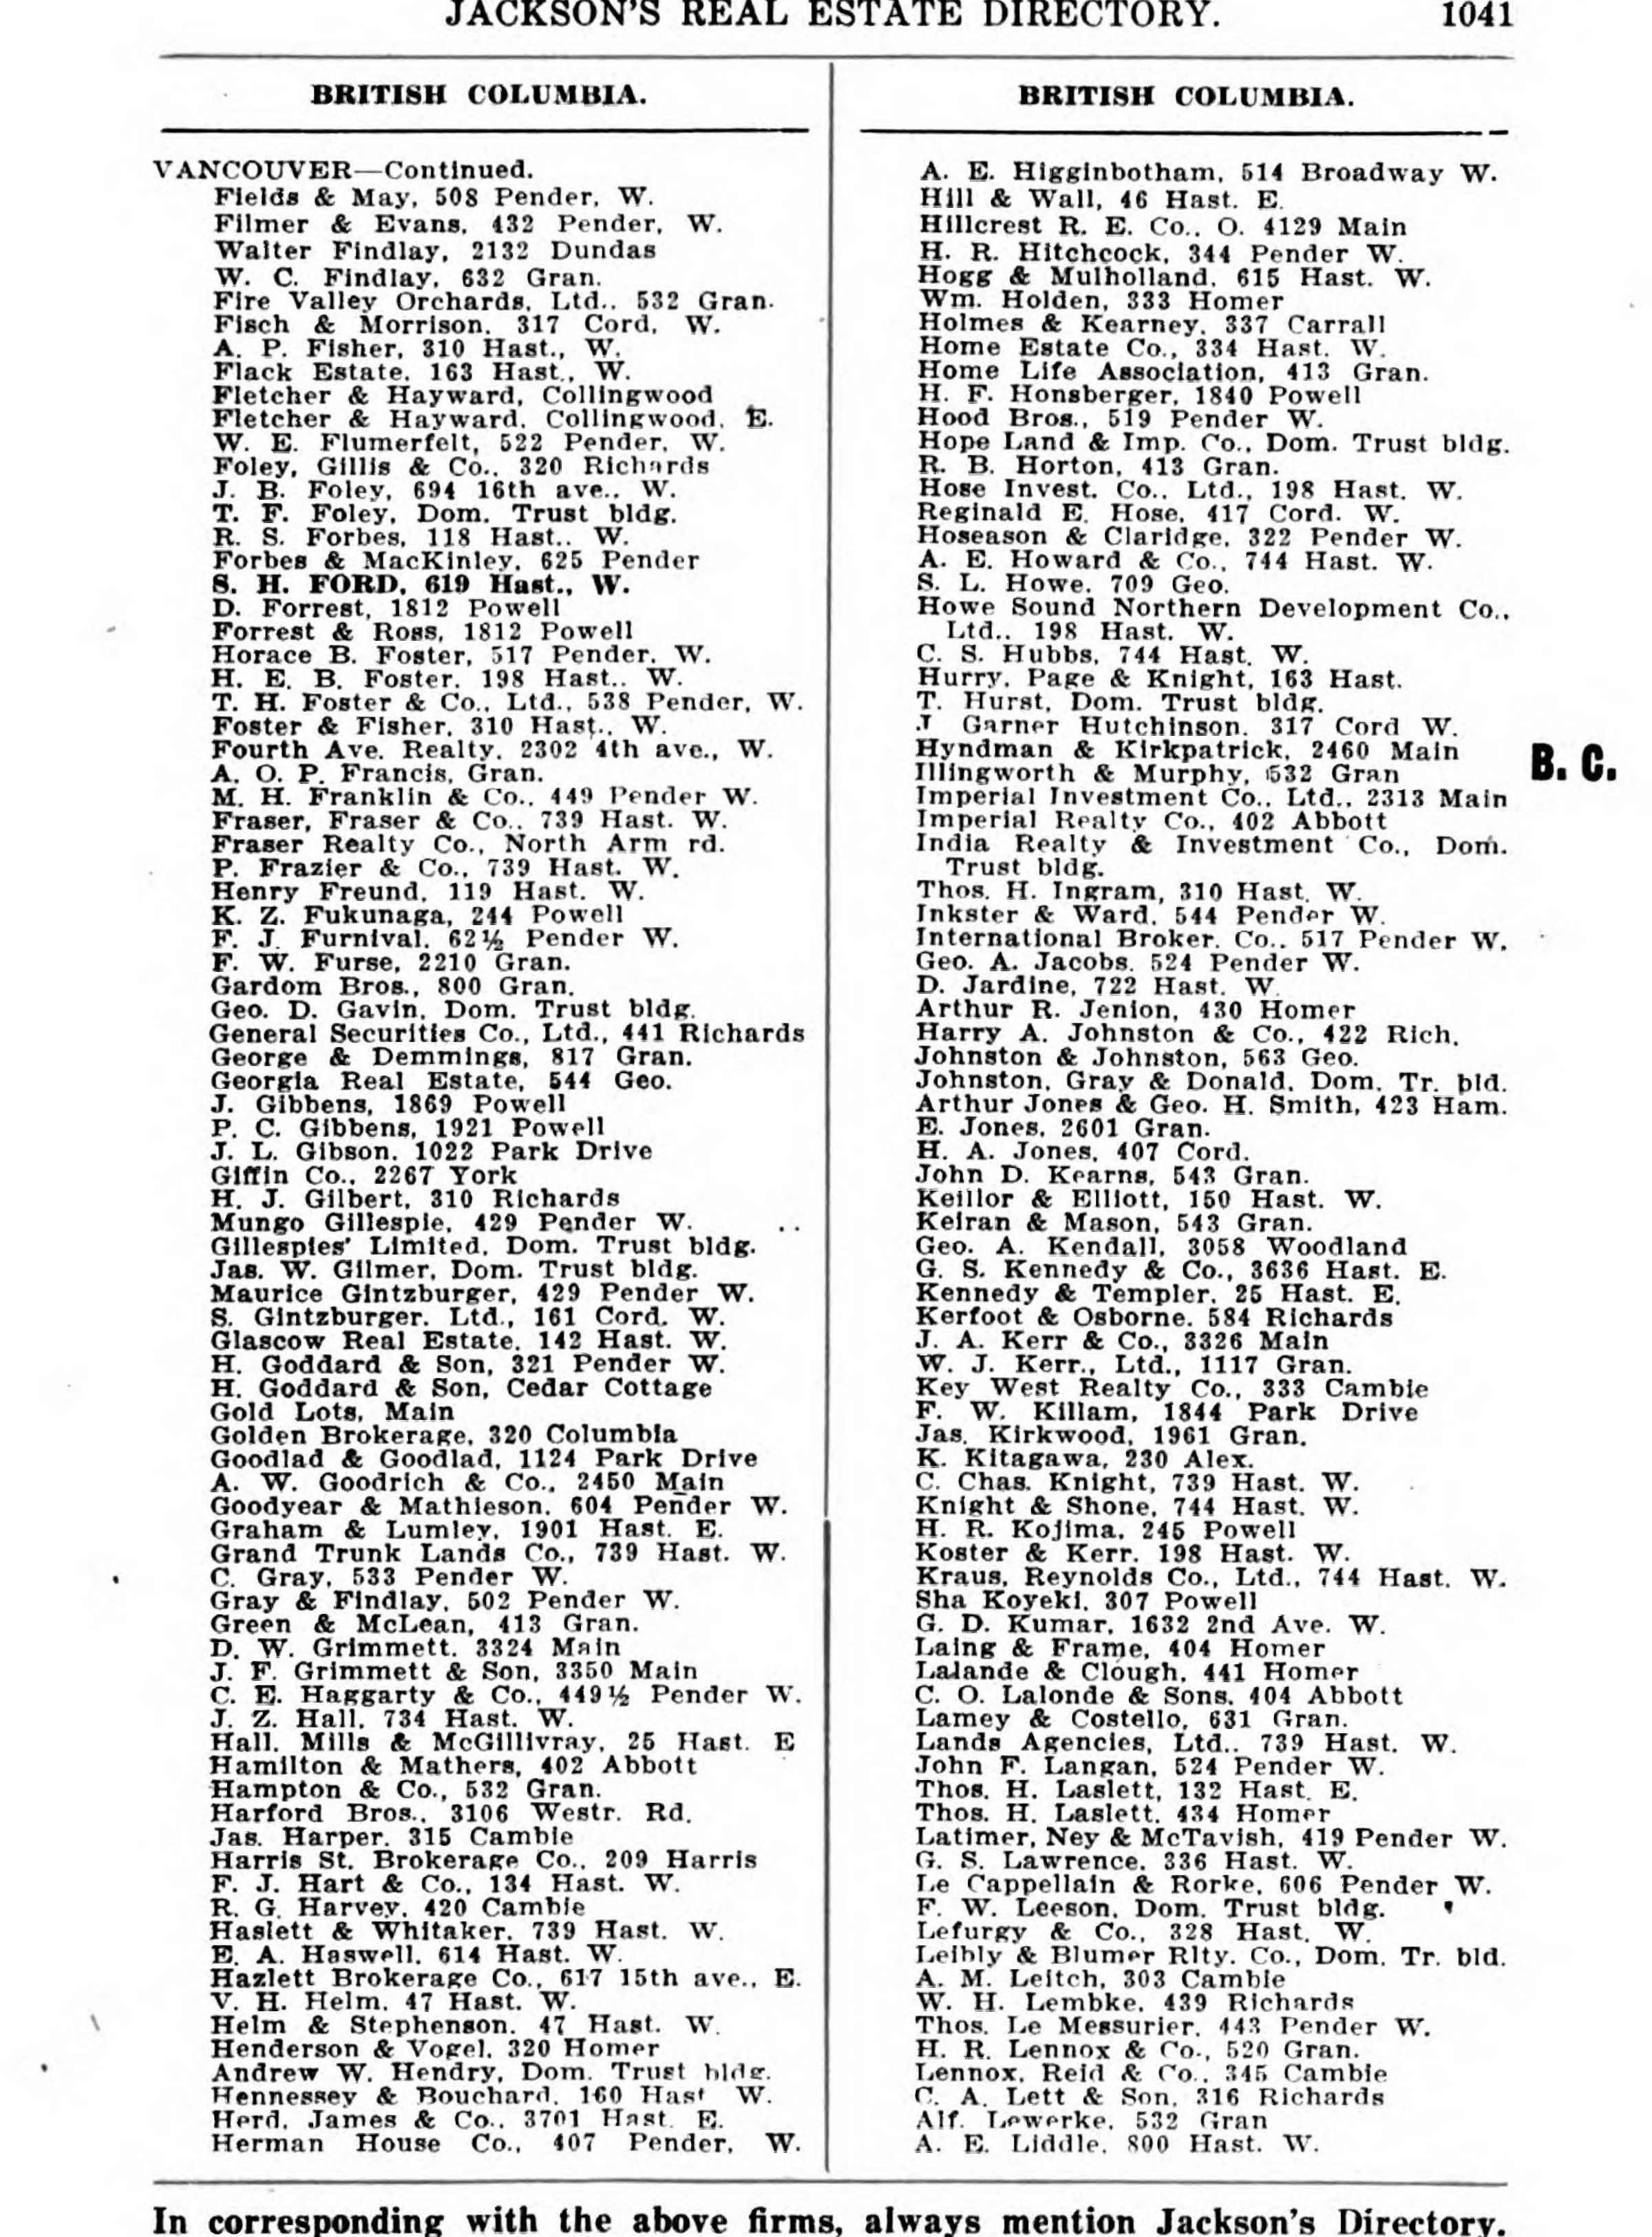 JACKSON'S REAL ESTATE DIRECTORY. 1041
BRITISH COLUMBIA.
VANCOUVER—Continued.
Fields & May, 508 Pender, W.
Filmer & Evans, 432 Pender, W.
Walter Findlay, 2132 Dundas
W. C. Findlay, 632 Gran.
Fire Valley Orchards, Ltd., 532 Gran.
Fisch & Morrison, 317 Cord, W.
A. P. Fisher, 310 Hast., W.
Flack Estate, 163 Hast., W.
Fletcher & Hayward, Collingwood
Fletcher & Hayward, Collingwood, E.
W. E. Flumerfelt, 522 Pender, W.
Foley, Gillis & Co., 320 Richards
J. B. Foley, 694 16th ave., W.
T. F. Foley, Dom. Trust bldg.
R. S. Forbes, 118 Hast., W.
Forbes & MacKinley, 625 Pender
S. H. FORD, 619 Hast., W.
D. Forrest, 1812 Powell
Forrest & Ross, 1812 Powell
Horace B. Foster, 517 Pender, W.
H. E. B. Foster, 198 Hast., W.
T. H. Foster & Co., Ltd., 538 Pender, W.
Foster & Fisher, 310 Hast., W.
Fourth Ave. Realty, 2302 4th ave., W.
A. O. P. Francis, Gran.
M. H. Franklin & Co., 449 Pender W.
Fraser, Fraser & Co., 739 Hast. W.
Fraser Realty Co., North Arm rd.
P. Frazier & Co., 739 Hast. W.
Henry Freund, 119 Hast. W.
K. Z. Fukunaga, 244 Powell
F. J. Furnival, 62½ Pender W.
F. W. Furse, 2210 Gran.
Gardom Bros., 800 Gran.
Geo. D. Gavin, Dom. Trust bldg.
General Securities Co., Ltd., 441 Richards
George & Demmings, 817 Gran.
Georgia Real Estate, 544 Geo.
J. Gibbens, 1869 Powell
P. C. Gibbens, 1921 Powell
J. L. Gibson, 1022 Park Drive
Giffin Co., 2267 York
H. J. Gilbert, 310 Richards
Mungo Gillespie, 429 Pender W.
Gillespies' Limited, Dom. Trust bldg.
Jas. W. Gilmer, Dom. Trust bldg.
Maurice Gintzburger, 429 Pender W.
S. Gintzburger, Ltd., 161 Cord. W.
Glascow Real Estate, 142 Hast. W.
H. Goddard & Son, 321 Pender W.
H. Goddard & Son, Cedar Cottage
Gold Lots, Main
Golden Brokerage, 320 Columbia
Goodlad & Goodlad, 1124 Park Drive
A. W. Goodrich & Co., 2450 Main
Goodyear & Mathieson, 604 Pender W.
Graham & Lumley, 1901 Hast. E.
Grand Trunk Lands Co., 739 Hast. W.
C. Gray, 533 Pender W.
Gray & Findlay, 502 Pender W.
Green & McLean, 413 Gran.
D. W. Grimmett, 3324 Main
J. F. Grimmett & Son, 3350 Main
C. E. Haggarty & Co., 449½ Pender W.
J. Z. Hall, 734 Hast. W.
Hall, Mills & McGillivray, 25 Hast. E
Hamilton & Mathers, 402 Abbott
Hampton & Co., 532 Gran.
Harford Bros., 3106 Westr. Rd.
Jas. Harper, 315 Cambie
Harris St. Brokerage Co., 209 Harris
F. J. Hart & Co., 134 Hast. W.
R. G. Harvey, 420 Cambie
Haslett & Whitaker, 739 Hast. W.
E. A. Haswell, 614 Hast. W.
Hazlett Brokerage Co., 617 15th ave., E.
V. H. Helm, 47 Hast. W.
Helm & Stephenson, 47 Hast. W.
Henderson & Vogel, 320 Homer
Andrew W. Hendry, Dom. Trust bldg.
Hennessey & Bouchard, 160 Hast W.
Herd, James & Co., 3701 Hast. E.
Herman House Co., 407 Pender, W.
BRITISH COLUMBIA.
A. E. Higginbotham, 514 Broadway W.
Hill & Wall, 46 Hast. E.
Hillcrest R. E. Co., O. 4129 Main
H. R. Hitchcock, 344 Pender W.
Hogg & Mulholland, 615 Hast. W.
Wm. Holden, 333 Homer
Holmes & Kearney, 337 Carrall
Home Estate Co., 334 Hast. W.
Home Life Association, 413 Gran.
H. F. Honsberger, 1840 Powell
Hood Bros., 519 Pender W.
Hope Land & Imp. Co., Dom. Trust bldg.
R. B. Horton, 413 Gran.
Hose Invest. Co., Ltd., 198 Hast. W.
Reginald E. Hose, 417 Cord. W.
Hoseason & Claridge, 322 Pender W.
A. E. Howard & Co., 744 Hast. W.
S. L. Howe, 709 Geo.
Howe Sound Northern Development Co.,
Ltd., 198 Hast. W.
C. S. Hubbs, 744 Hast. W.
Hurry, Page & Knight, 163 Hast.
T. Hurst, Dom. Trust bldg.
J Garner Hutchinson, 317 Cord W.
Hyndman & Kirkpatrick, 2460 Main
Illingworth & Murphy, 532 Gran
Imperial Investment Co., Ltd., 2313 Main
Imperial Realty Co., 402 Abbott
India Realty & Investment Co., Dom.
Trust bldg.
Thos. H. Ingram, 310 Hast. W.
Inkster & Ward, 544 Pender W.
International Broker. Co., 517 Pender W.
Geo. A. Jacobs, 524 Pender W.
D. Jardine, 722 Hast. W.
Arthur R. Jenion, 430 Homer
Harry A. Johnston & Co., 422 Rich.
Johnston & Johnston, 563 Geo.
Johnston, Gray & Donald, Dom. Tr. bld.
Arthur Jones & Geo. H. Smith, 423 Ham.
E. Jones, 2601 Gran.
H. A. Jones, 407 Cord.
John D. Kearns, 543 Gran.
Keillor & Elliott, 150 Hast. W.
Keiran & Mason, 543 Gran.
Geo. A. Kendall, 3058 Woodland
G. S. Kennedy & Co., 3636 Hast. E.
Kennedy & Templer, 25 Hast. E.
Kerfoot & Osborne, 584 Richards
J. A. Kerr & Co., 3326 Main
W. J. Kerr., Ltd., 1117 Gran.
Key West Realty Co., 333 Cambie
F. W. Killam, 1844 Park Drive
Jas. Kirkwood, 1961 Gran.
K. Kitagawa, 230 Alex.
C. Chas. Knight, 739 Hast. W.
Knight & Shone, 744 Hast. W.
H. R. Kojima, 245 Powell
Koster & Kerr, 198 Hast. W.
Kraus, Reynolds Co., Ltd., 744 Hast. W.
Sha Koyeki, 307 Powell
G. D. Kumar, 1632 2nd Ave. W.
Laing & Frame, 404 Homer
Lalande & Clough, 441 Homer
C. O. Lalonde & Sons, 404 Abbott
Lamey & Costello, 631 Gran.
Lands Agencies, Ltd., 739 Hast. W.
John F. Langan, 524 Pender W.
Thos. H. Laslett, 132 Hast. E.
Thos. H. Laslett, 434 Homer
Latimer, Ney & McTavish, 419 Pender W.
G. S. Lawrence, 336 Hast. W.
Le Cappellain & Rorke, 606 Pender W.
F. W. Leeson, Dom. Trust bldg.
Lefurgy & Co., 328 Hast. W.
Leibly & Blumer Rlty. Co., Dom. Tr. bld.
A. M. Leitch, 303 Cambie
W. H. Lembke, 439 Richards
Thos. Le Messurier, 443 Pender W.
H. R. Lennox & Co., 520 Gran.
Lennox, Reid & Co., 345 Cambie
C. A. Lett & Son, 316 Richards
Alf. Lewerke, 532 Gran
A. E. Liddle, 800 Hast. W.
B. C.
In corresponding with the above firms, always mention Jackson's Directory.